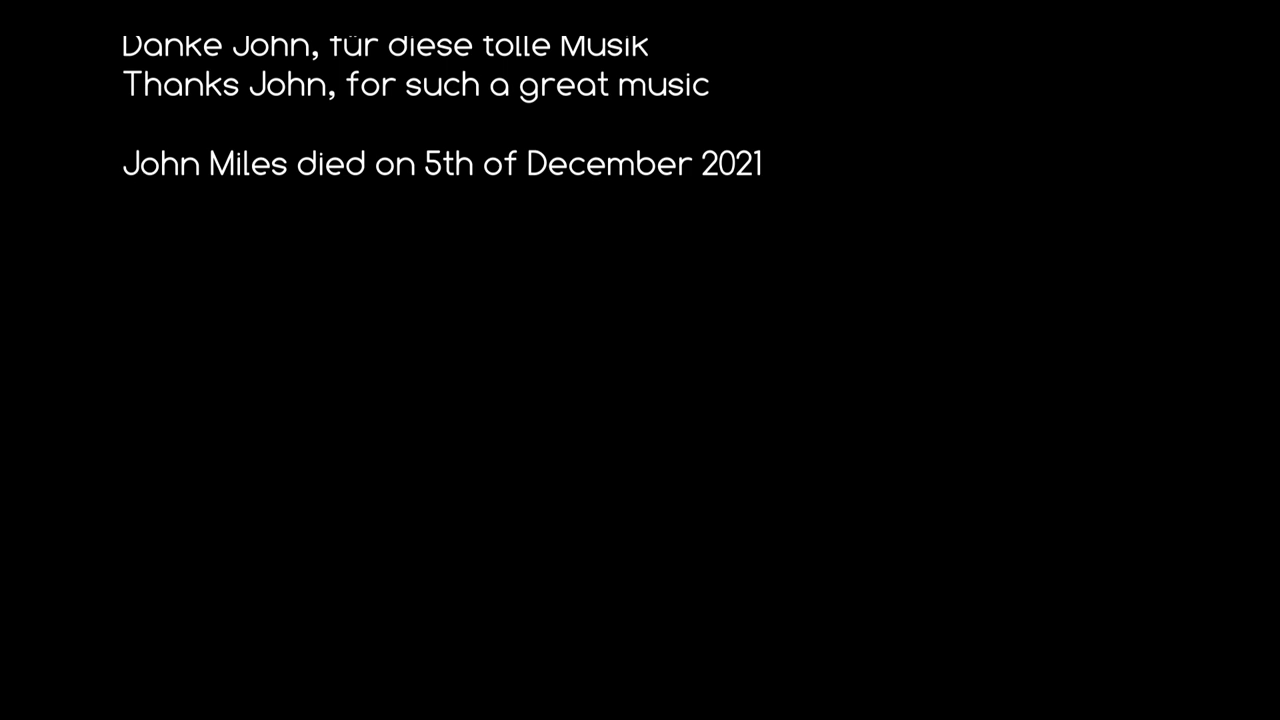 Danke John, für diese tolle Musik
Thanks John, for such a great music
John Miles died on 5th of December 2021